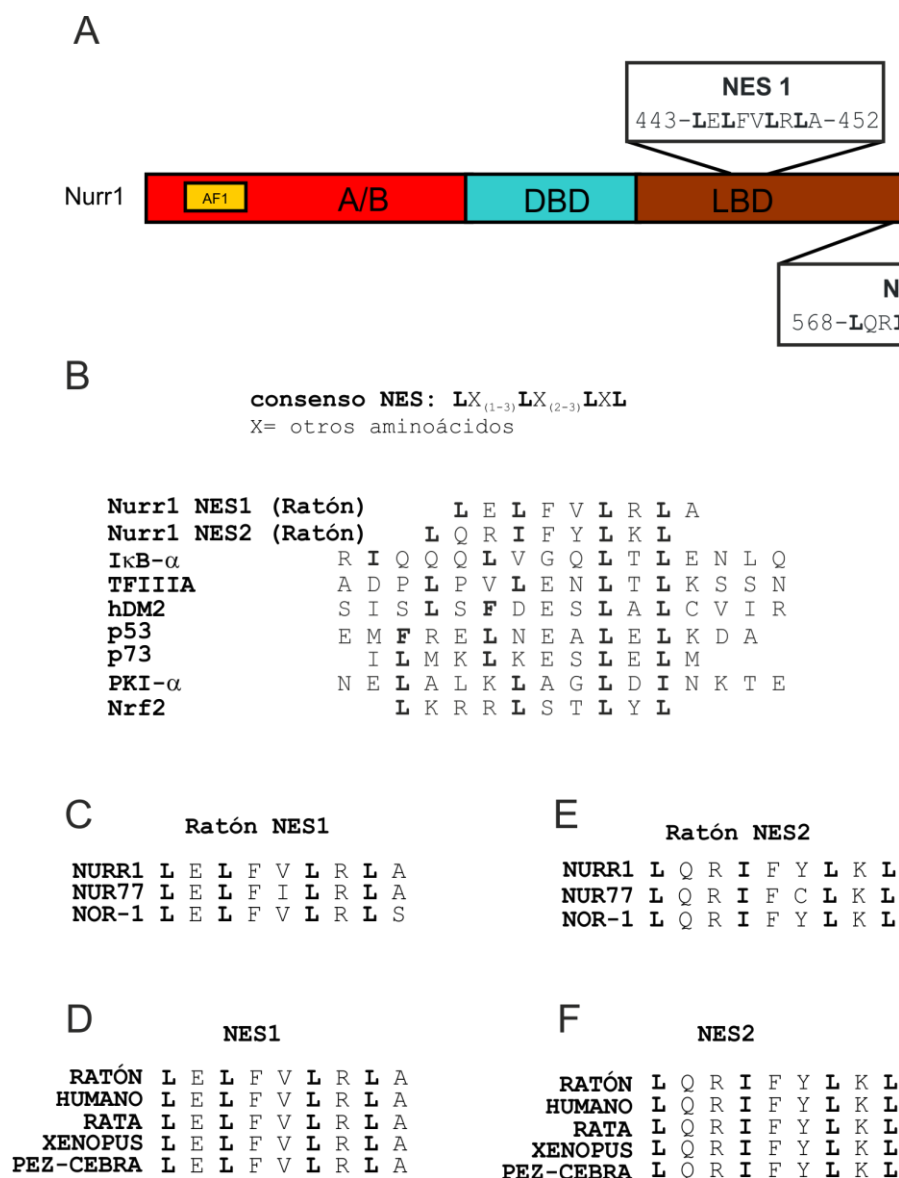 A
NES 1
443-LELFVLRLA-452
Nurr1
AF1
A/B
DBD
LBD
N
568-LQRI
B
consenso NES: LX(1-3)LX(2-3)LXL
X= otros aminoácidos
Nurr1 NES1 (Ratón) L E L F V L R L A
Nurr1 NES2 (Ratón) L Q R I F Y L K L
IκB-α R I Q Q Q L V G Q L T L E N L Q
TFIIIA A D P L P V L E N L T L K S S N
hDM2 S I S L S F D E S L A L C V I R
p53 E M F R E L N E A L E L K D A
p73 I L M K L K E S L E L M
PKI-α N E L A L K L A G L D I N K T E
Nrf2 L K R R L S T L Y L
C
Ratón NES1
NURR1 L E L F V L R L A
NUR77 L E L F I L R L A
NOR-1 L E L F V L R L S
E
Ratón NES2
NURR1 L Q R I F Y L K L
NUR77 L Q R I F C L K L
NOR-1 L Q R I F Y L K L
D
NES1
RATÓN L E L F V L R L A
HUMANO L E L F V L R L A
RATA L E L F V L R L A
XENOPUS L E L F V L R L A
PEZ-CEBRA L E L F V L R L A
F
NES2
RATÓN L Q R I F Y L K L
HUMANO L Q R I F Y L K L
RATA L Q R I F Y L K L
XENOPUS L Q R I F Y L K L
PEZ-CEBRA L Q R I F Y L K L